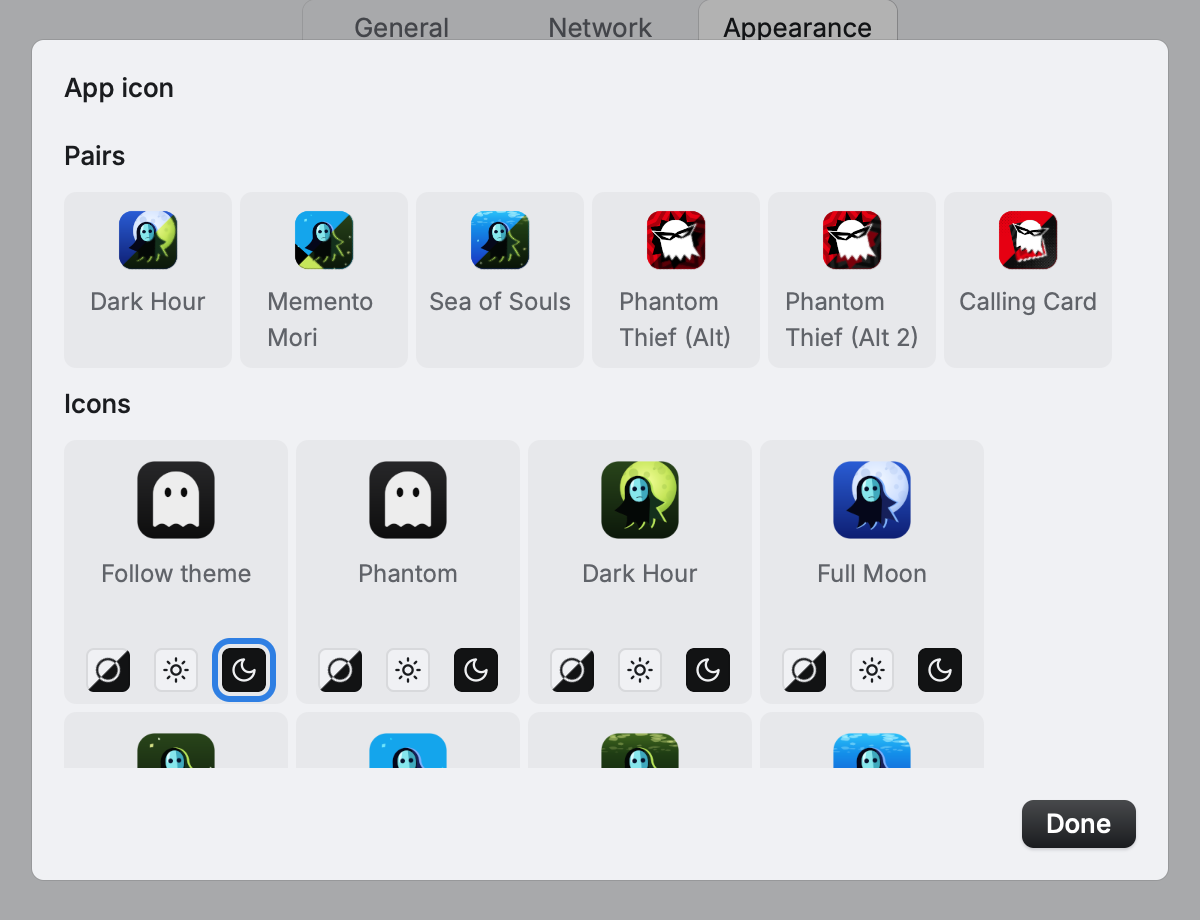 General
Network
Appearance
App icon
Pairs
Dark Hour
Memento
Mori
Sea of Souls
Phantom
Thief (Alt)
Phantom
Thief (Alt 2)
Calling Card
Icons
Follow theme
Phantom
Dark Hour
Full Moon
Done